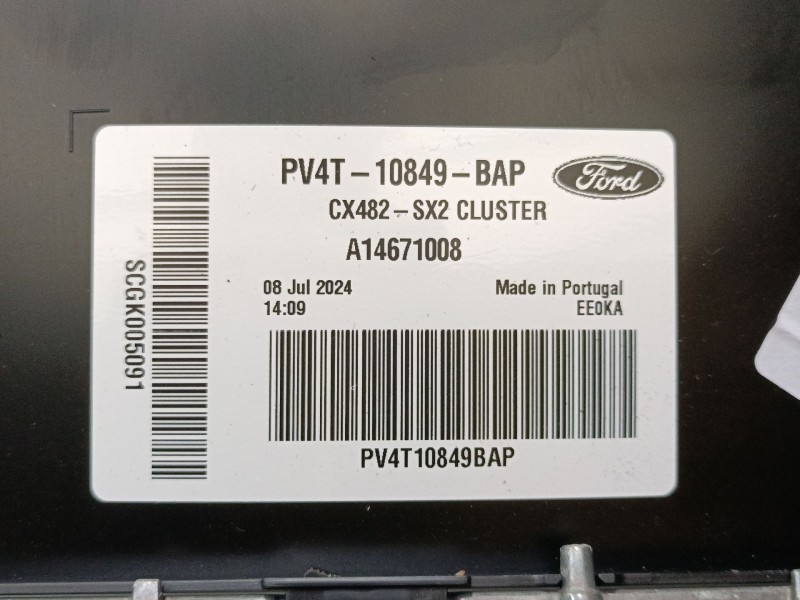 PV4T-10849-BAP
Ford
CX482-SX2 CLUSTER
A14671008
08 Jul 2024
Made in Portugal
14:09
EE0KA
SCGK005091
PV4T10849BAP